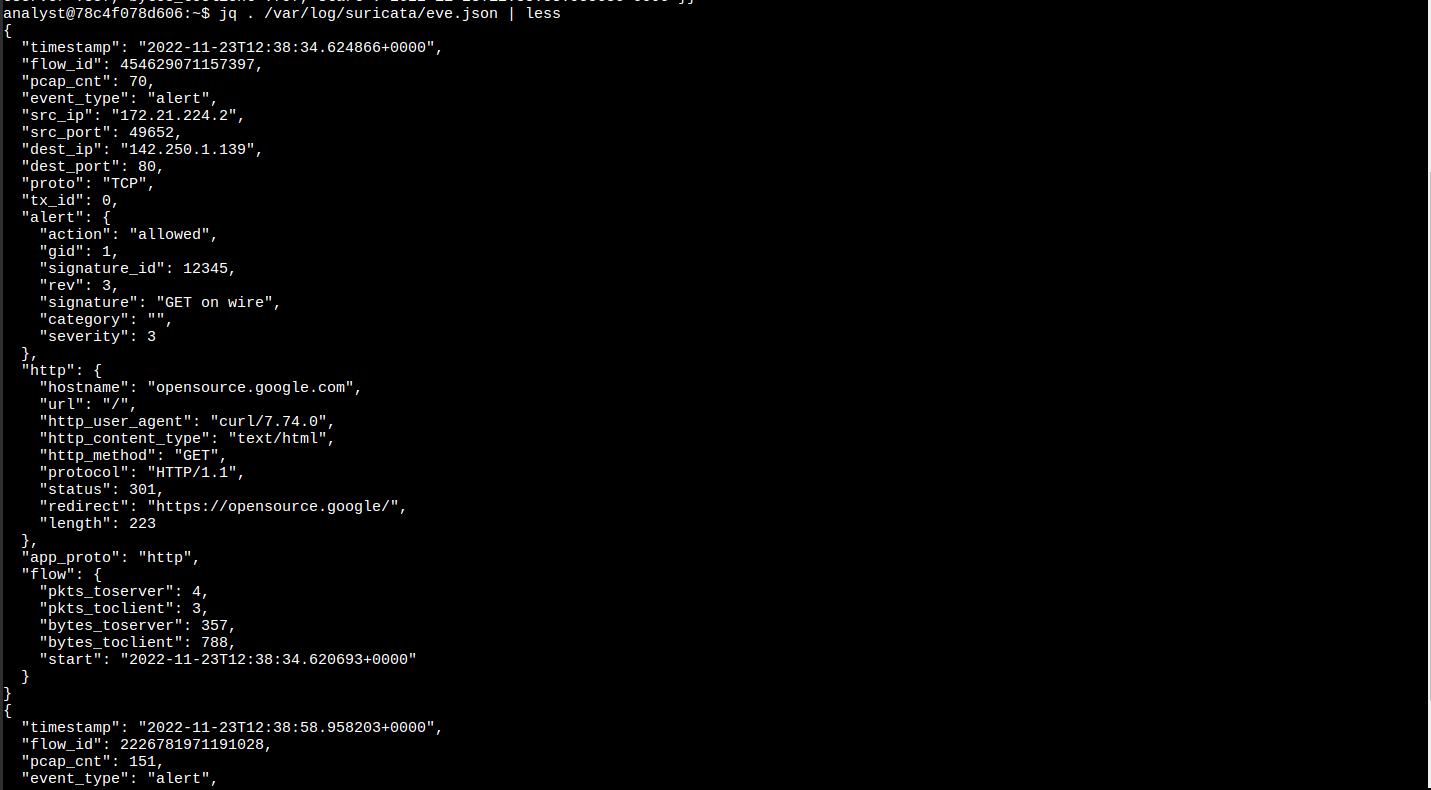 analyst@78c4f078d606:~$ jq . /var/log/suricata/eve.json | less
{
  "timestamp": "2022-11-23T12:38:34.624866+0000",
  "flow_id": 454629071157397,
  "pcap_cnt": 70,
  "event_type": "alert",
  "src_ip": "172.21.224.2",
  "src_port": 49652,
  "dest_ip": "142.250.1.139",
  "dest_port": 80,
  "proto": "TCP",
  "tx_id": 0,
  "alert": {
    "action": "allowed",
    "gid": 1,
    "signature_id": 12345,
    "rev": 3,
    "signature": "GET on wire",
    "category": "",
    "severity": 3
  },
  "http": {
    "hostname": "opensource.google.com",
    "url": "/",
    "http_user_agent": "curl/7.74.0",
    "http_content_type": "text/html",
    "http_method": "GET",
    "protocol": "HTTP/1.1",
    "status": 301,
    "redirect": "https://opensource.google/",
    "length": 223
  },
  "app_proto": "http",
  "flow": {
    "pkts_toserver": 4,
    "pkts_toclient": 3,
    "bytes_toserver": 357,
    "bytes_toclient": 788,
    "start": "2022-11-23T12:38:34.620693+0000"
  }
}
{
  "timestamp": "2022-11-23T12:38:58.958203+0000",
  "flow_id": 2226781971191028,
  "pcap_cnt": 151,
  "event_type": "alert",